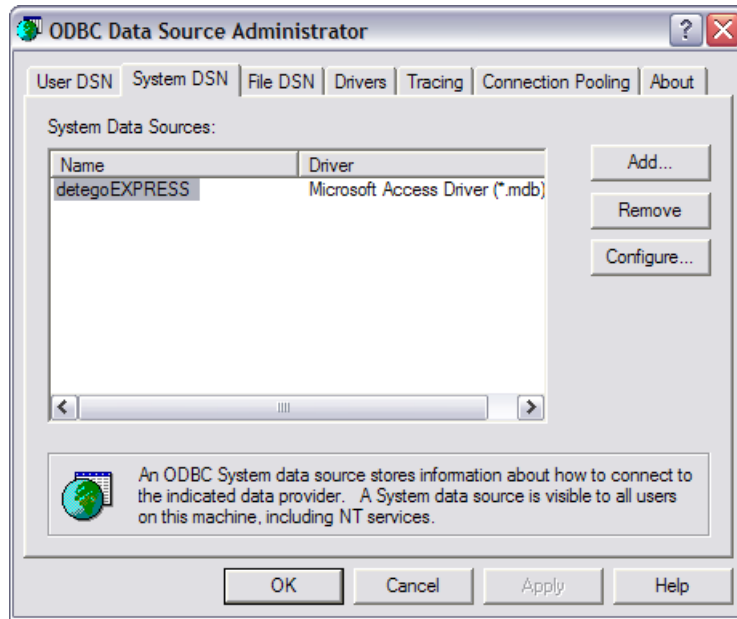 ODBC Data Source Administrator
User DSN System DSN File DSN Drivers Tracing Connection Pooling About
System Data Sources:
Name Driver
detegoEXPRESS Microsoft Access Driver (*.mdb)
Add...
Remove
Configure...
An ODBC System data source stores information about how to connect to
the indicated data provider. A System data source is visible to all users
on this machine, including NT services.
OK Cancel Apply Help